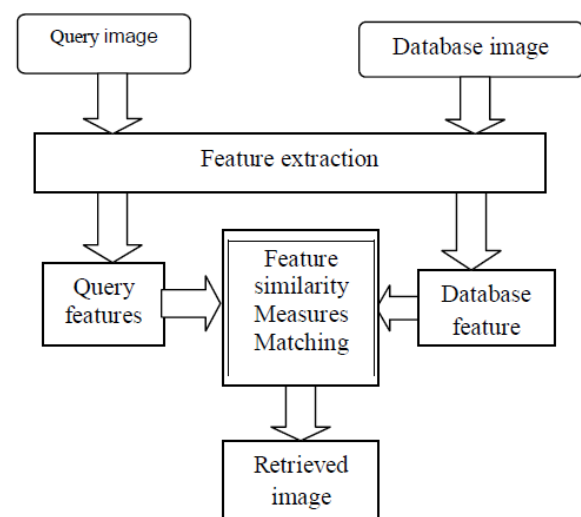 Query image
Database image
Feature extraction
Query
features
Feature
similarity
Measures
Matching
Database
feature
Retrieved
image